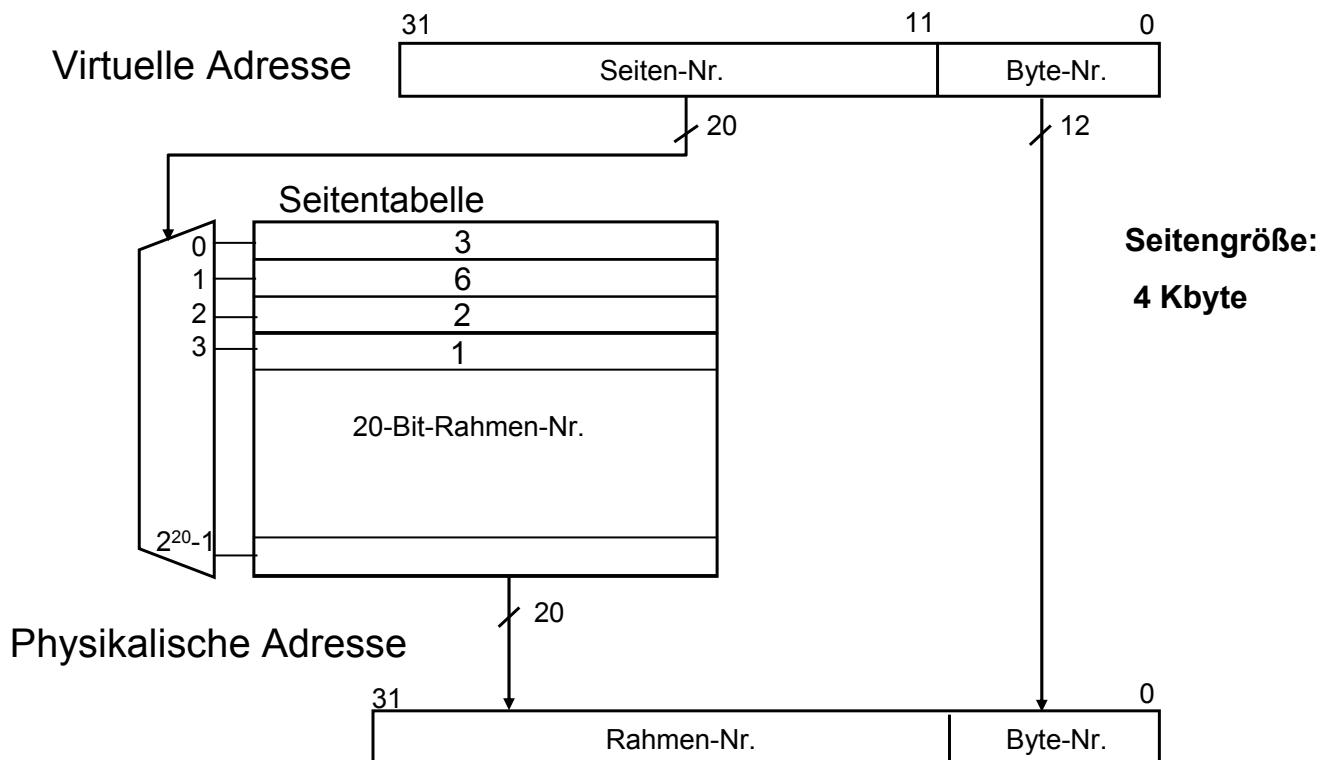 31 11 0
Virtuelle Adresse
Seiten-Nr. Byte-Nr.
20 12
Seitentabelle
0 3
1 6
2 2
3 1
Seitengröße:
4 Kbyte
20-Bit-Rahmen-Nr.
2²⁰-1
20
Physikalische Adresse
31 0
Rahmen-Nr. Byte-Nr.